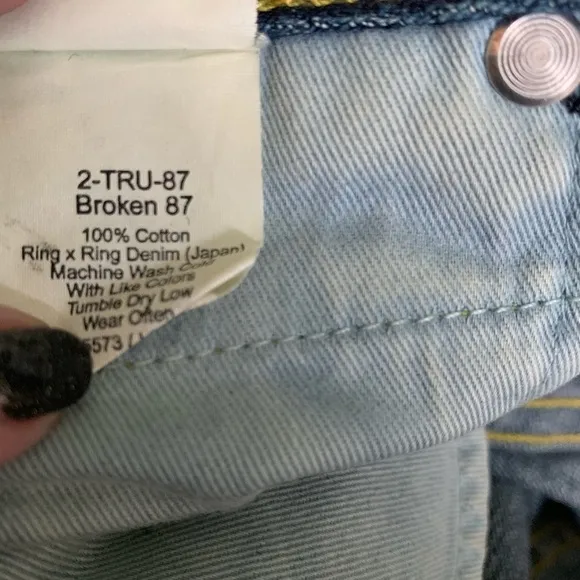 2-TRU-87
Broken 87
100% Cotton
Ring x Ring Denim (Japan)
Machine Wash Cold
With Like Colors
Tumble Dry Low
Wear Often
5573 (